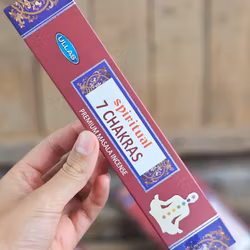 ULLAS
spiritual
7 CHAKRAS
PREMIUM MASALA INCENSE